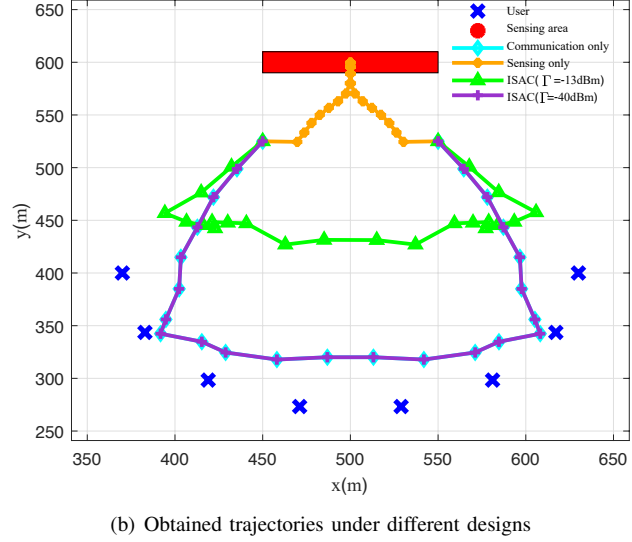 User
Sensing area
Communication only
Sensing only
ISAC(Γ=-13dBm)
ISAC(Γ=-40dBm)
650
600
550
500
450
400
350
300
250
y(m)
350 400 450 500 550 600 650
x(m)
(b) Obtained trajectories under different designs